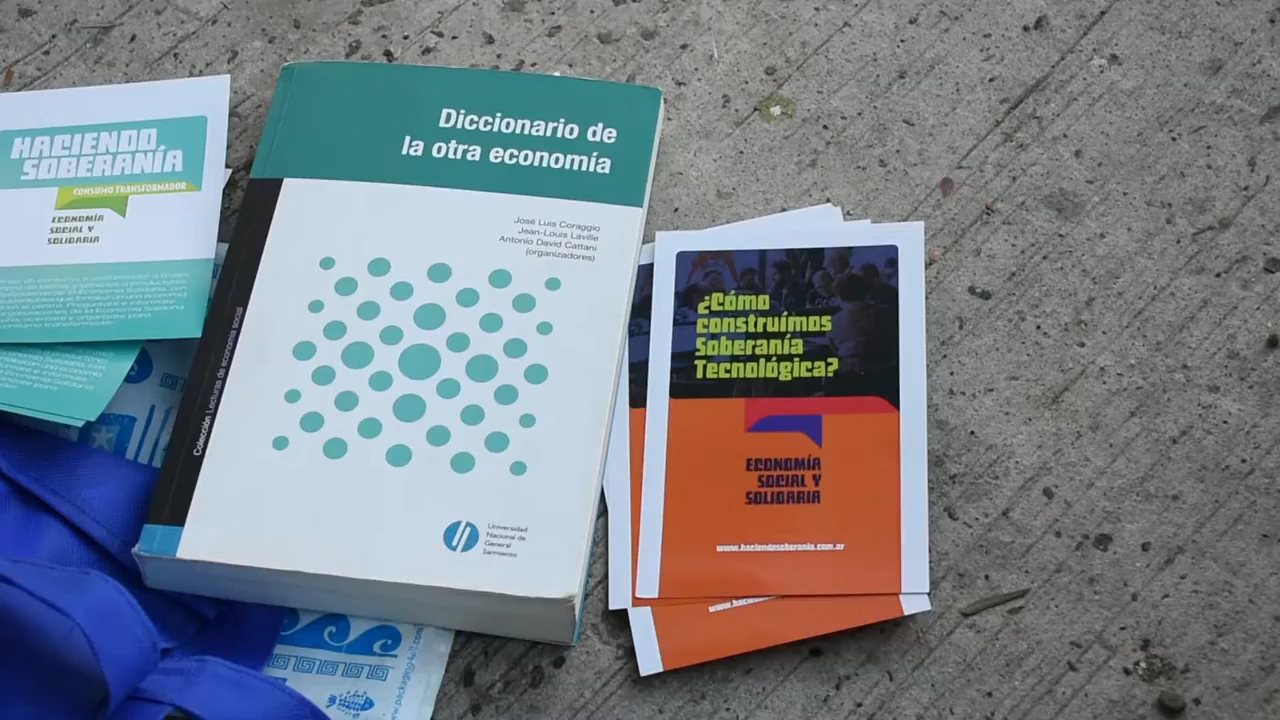 HACIENDO
SOBERANÍA
CONSUMO TRANSFORMADOR
ECONOMÍA
SOCIAL Y
SOLIDARIA
Diccionario de
la otra economía
José Luis Coraggio
Jean-Louis Laville
Antonio David Cattani
(organizadores)
Colección Lecturas de economía social
Universidad
Nacional de
General
Sarmiento
¿Cómo
construímos
Soberanía
Tecnológica?
ECONOMÍA
SOCIAL Y
SOLIDARIA
www.haciendosoberania.com.ar